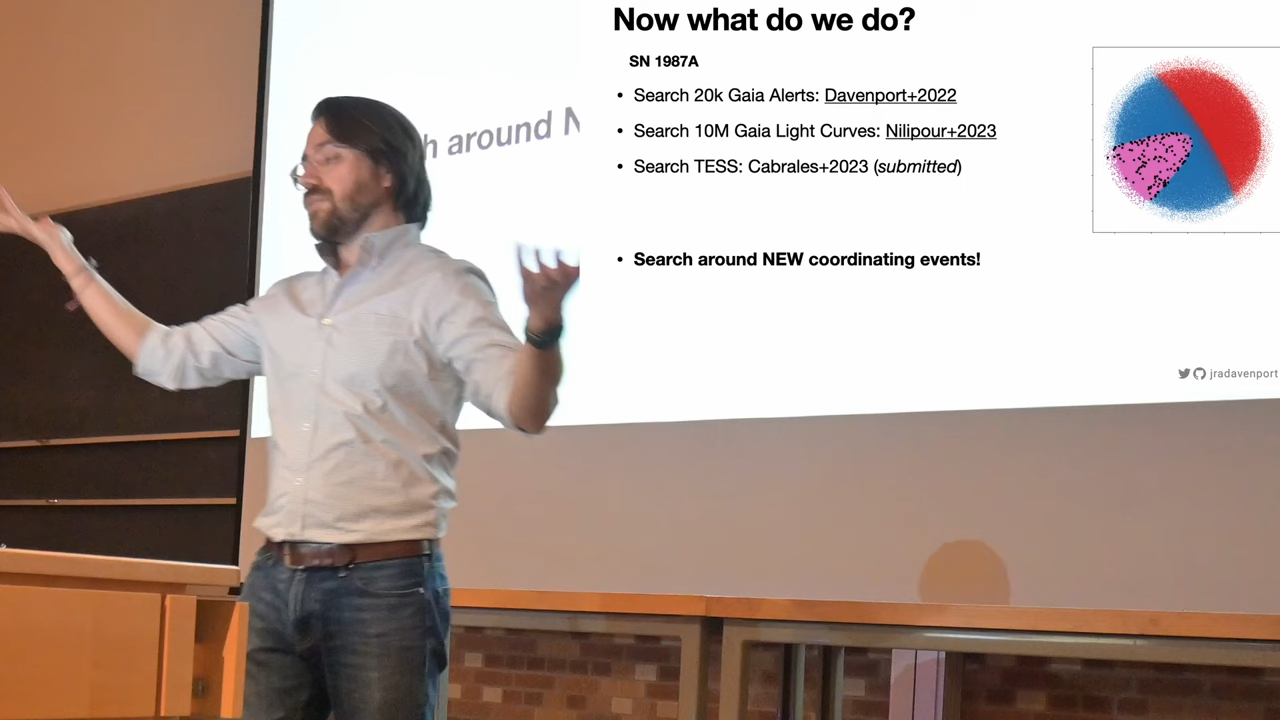 Now what do we do?
SN 1987A
• Search 20k Gaia Alerts: Davenport+2022
• Search 10M Gaia Light Curves: Nilipour+2023
• Search TESS: Cabrales+2023 (submitted)
• Search around NEW coordinating events!
h around N
jradavenport